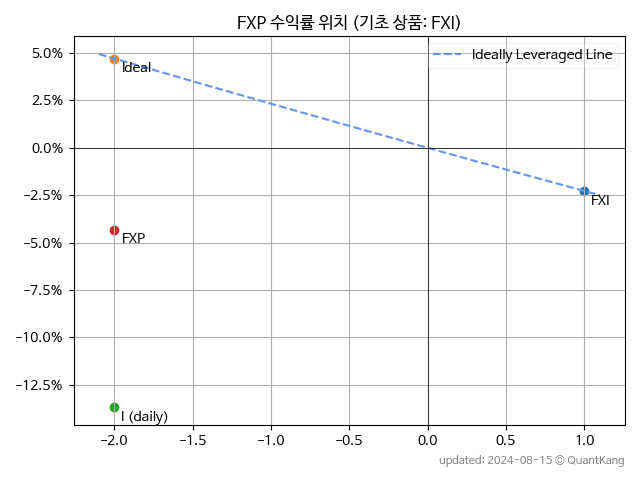 FXP 수익률 위치 (기초 상품: FXI)
Ideally Leveraged Line
5.0%
2.5%
0.0%
−2.5%
−5.0%
−7.5%
−10.0%
−12.5%
Ideal
FXI
FXP
I (daily)
−2.0 −1.5 −1.0 −0.5 0.0 0.5 1.0
updated: 2024-08-15 © QuantKang